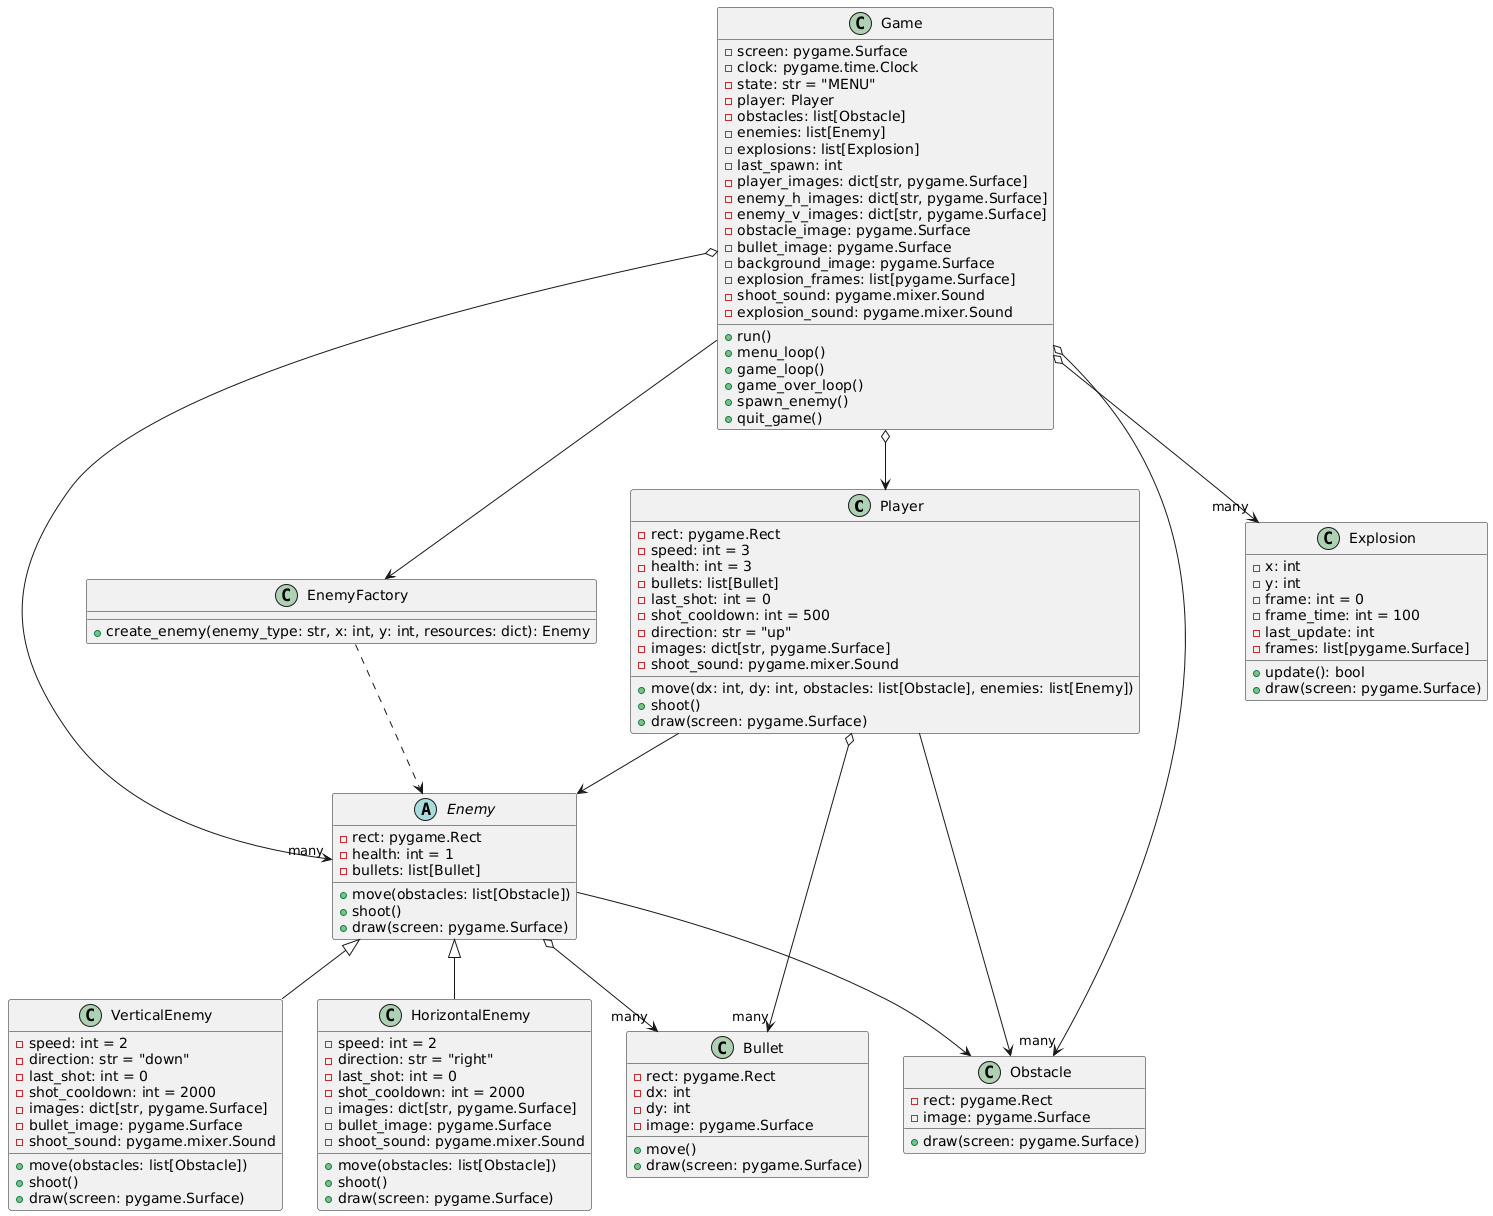 C Game
screen: pygame.Surface
clock: pygame.time.Clock
state: str = "MENU"
player: Player
obstacles: list[Obstacle]
enemies: list[Enemy]
explosions: list[Explosion]
last_spawn: int
player_images: dict[str, pygame.Surface]
enemy_h_images: dict[str, pygame.Surface]
enemy_v_images: dict[str, pygame.Surface]
obstacle_image: pygame.Surface
bullet_image: pygame.Surface
background_image: pygame.Surface
explosion_frames: list[pygame.Surface]
shoot_sound: pygame.mixer.Sound
explosion_sound: pygame.mixer.Sound
run()
menu_loop()
game_loop()
game_over_loop()
spawn_enemy()
quit_game()
C Player
rect: pygame.Rect
speed: int = 3
health: int = 3
bullets: list[Bullet]
last_shot: int = 0
shot_cooldown: int = 500
direction: str = "up"
images: dict[str, pygame.Surface]
shoot_sound: pygame.mixer.Sound
move(dx: int, dy: int, obstacles: list[Obstacle], enemies: list[Enemy])
shoot()
draw(screen: pygame.Surface)
many
C Explosion
x: int
y: int
frame: int = 0
frame_time: int = 100
last_update: int
frames: list[pygame.Surface]
update(): bool
draw(screen: pygame.Surface)
C EnemyFactory
create_enemy(enemy_type: str, x: int, y: int, resources: dict): Enemy
many
A Enemy
rect: pygame.Rect
health: int = 1
bullets: list[Bullet]
move(obstacles: list[Obstacle])
shoot()
draw(screen: pygame.Surface)
C VerticalEnemy
speed: int = 2
direction: str = "down"
last_shot: int = 0
shot_cooldown: int = 2000
images: dict[str, pygame.Surface]
bullet_image: pygame.Surface
shoot_sound: pygame.mixer.Sound
move(obstacles: list[Obstacle])
shoot()
draw(screen: pygame.Surface)
C HorizontalEnemy
speed: int = 2
direction: str = "right"
last_shot: int = 0
shot_cooldown: int = 2000
images: dict[str, pygame.Surface]
bullet_image: pygame.Surface
shoot_sound: pygame.mixer.Sound
move(obstacles: list[Obstacle])
shoot()
draw(screen: pygame.Surface)
many
many
C Bullet
rect: pygame.Rect
dx: int
dy: int
image: pygame.Surface
move()
draw(screen: pygame.Surface)
many
C Obstacle
rect: pygame.Rect
image: pygame.Surface
draw(screen: pygame.Surface)